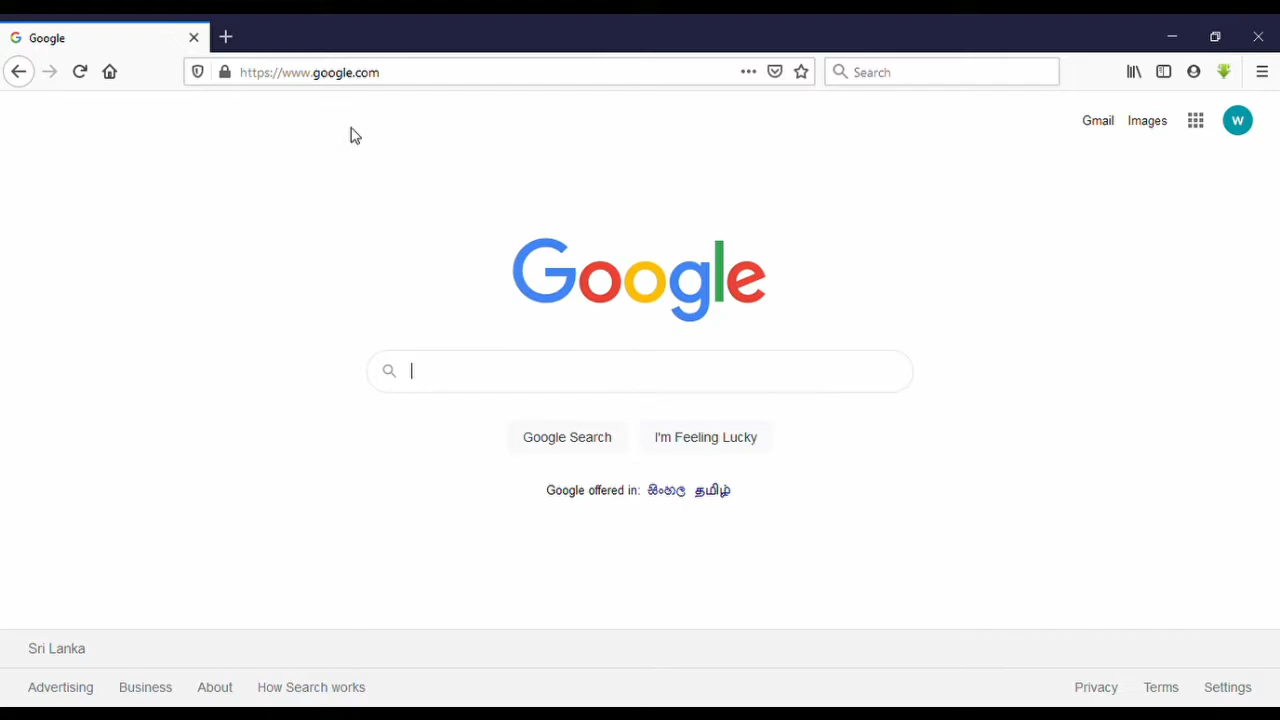 Google
https://www.google.com
Search
Gmail Images
W
Google
Google Search I'm Feeling Lucky
Google offered in: සිංහල தமிழ்
Sri Lanka
Advertising Business About How Search works Privacy Terms Settings